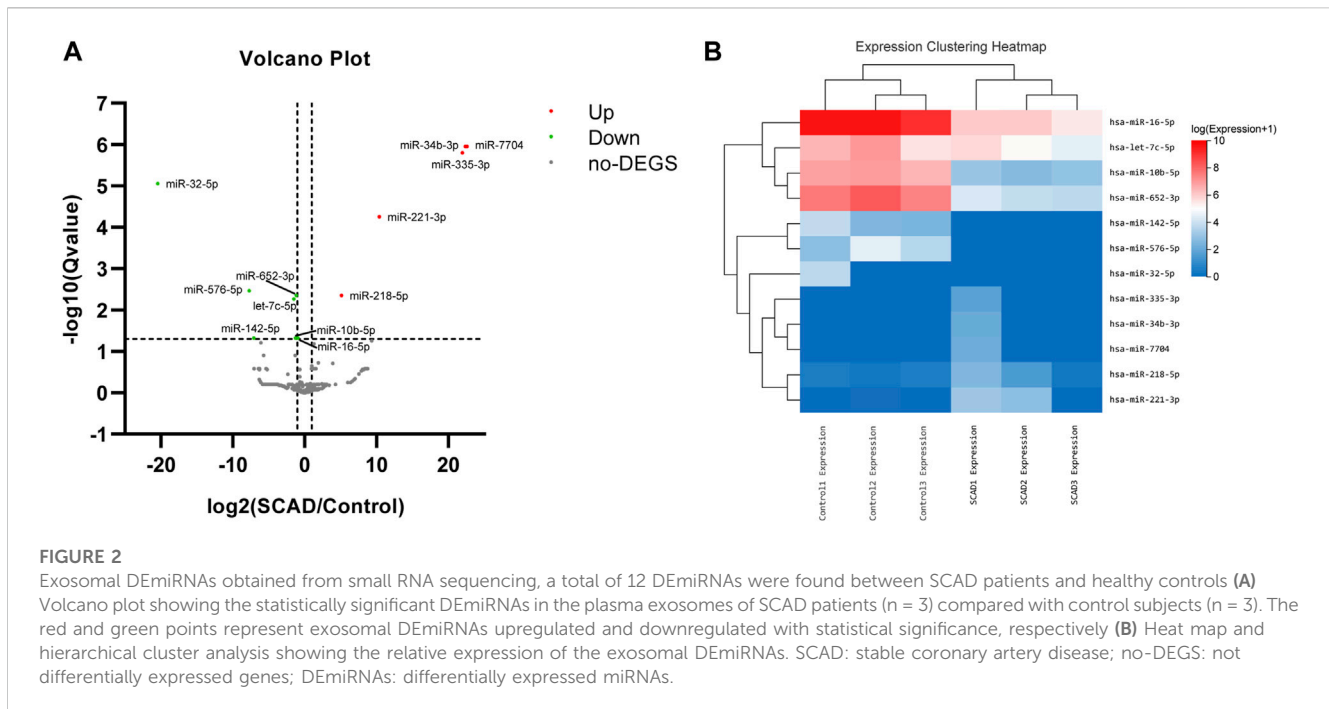 A
Volcano Plot
7
6
5
4
3
2
1
0
-1
-log10(Qvalue)
-20
-10
0
10
20
log2(SCAD/Control)
Up
Down
no-DEGS
miR-34b-3p
miR-7704
miR-335-3p
miR-32-5p
miR-221-3p
miR-652-3p
miR-576-5p
let-7c-5p
miR-218-5p
miR-142-5p
miR-10b-5p
miR-16-5p
B
Expression Clustering Heatmap
hsa-miR-16-5p
hsa-let-7c-5p
hsa-miR-10b-5p
hsa-miR-652-3p
hsa-miR-142-5p
hsa-miR-576-5p
hsa-miR-32-5p
hsa-miR-335-3p
hsa-miR-34b-3p
hsa-miR-7704
hsa-miR-218-5p
hsa-miR-221-3p
Control1 Expression
Control2 Expression
Control3 Expression
SCAD1 Expression
SCAD2 Expression
SCAD3 Expression
log(Expression+1)
10
8
6
4
2
0
FIGURE 2
Exosomal DEmiRNAs obtained from small RNA sequencing, a total of 12 DEmiRNAs were found between SCAD patients and healthy controls (A)
Volcano plot showing the statistically significant DEmiRNAs in the plasma exosomes of SCAD patients (n = 3) compared with control subjects (n = 3). The
red and green points represent exosomal DEmiRNAs upregulated and downregulated with statistical significance, respectively (B) Heat map and
hierarchical cluster analysis showing the relative expression of the exosomal DEmiRNAs. SCAD: stable coronary artery disease; no-DEGS: not
differentially expressed genes; DEmiRNAs: differentially expressed miRNAs.